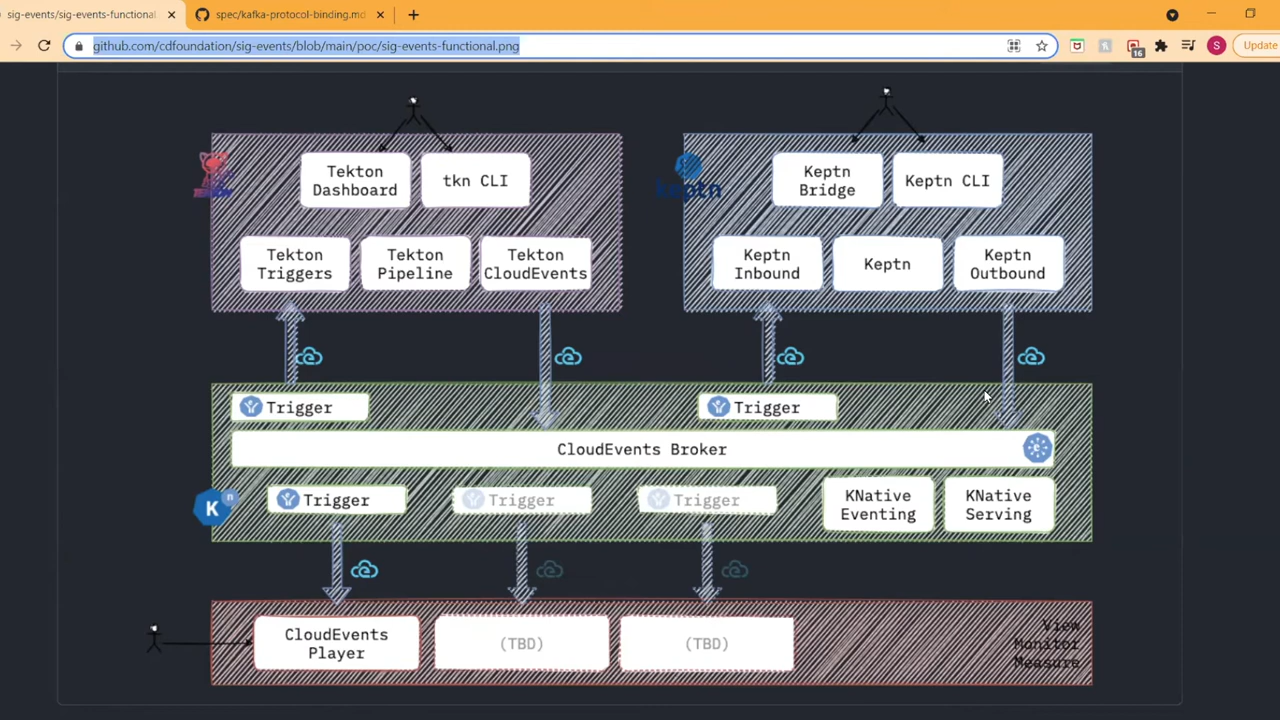 sig-events/sig-events-functional
spec/kafka-protocol-binding.md
github.com/cdfoundation/sig-events/blob/main/poc/sig-events-functional.png
16
S
Update
Tekton
Dashboard
tkn CLI
Tekton
Triggers
Tekton
Pipeline
Tekton
CloudEvents
keptn
Keptn
Bridge
Keptn CLI
Keptn
Inbound
Keptn
Keptn
Outbound
Trigger
Trigger
CloudEvents Broker
K
n
Trigger
Trigger
Trigger
KNative
Eventing
KNative
Serving
CloudEvents
Player
(TBD)
(TBD)
View
Monitor
Measure